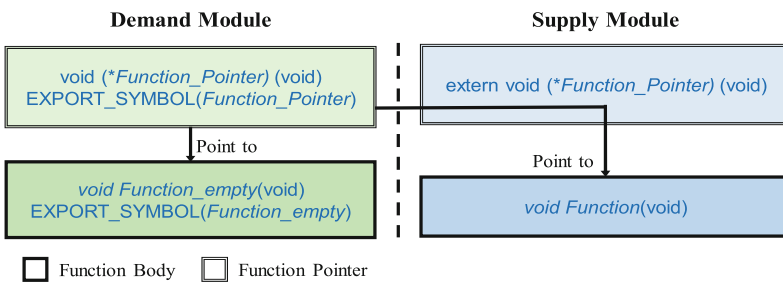 Demand Module
Supply Module
void (*Function_Pointer) (void)
EXPORT_SYMBOL(Function_Pointer)
extern void (*Function_Pointer) (void)
Point to
Point to
void Function_empty(void)
EXPORT_SYMBOL(Function_empty)
void Function(void)
Function Body
Function Pointer